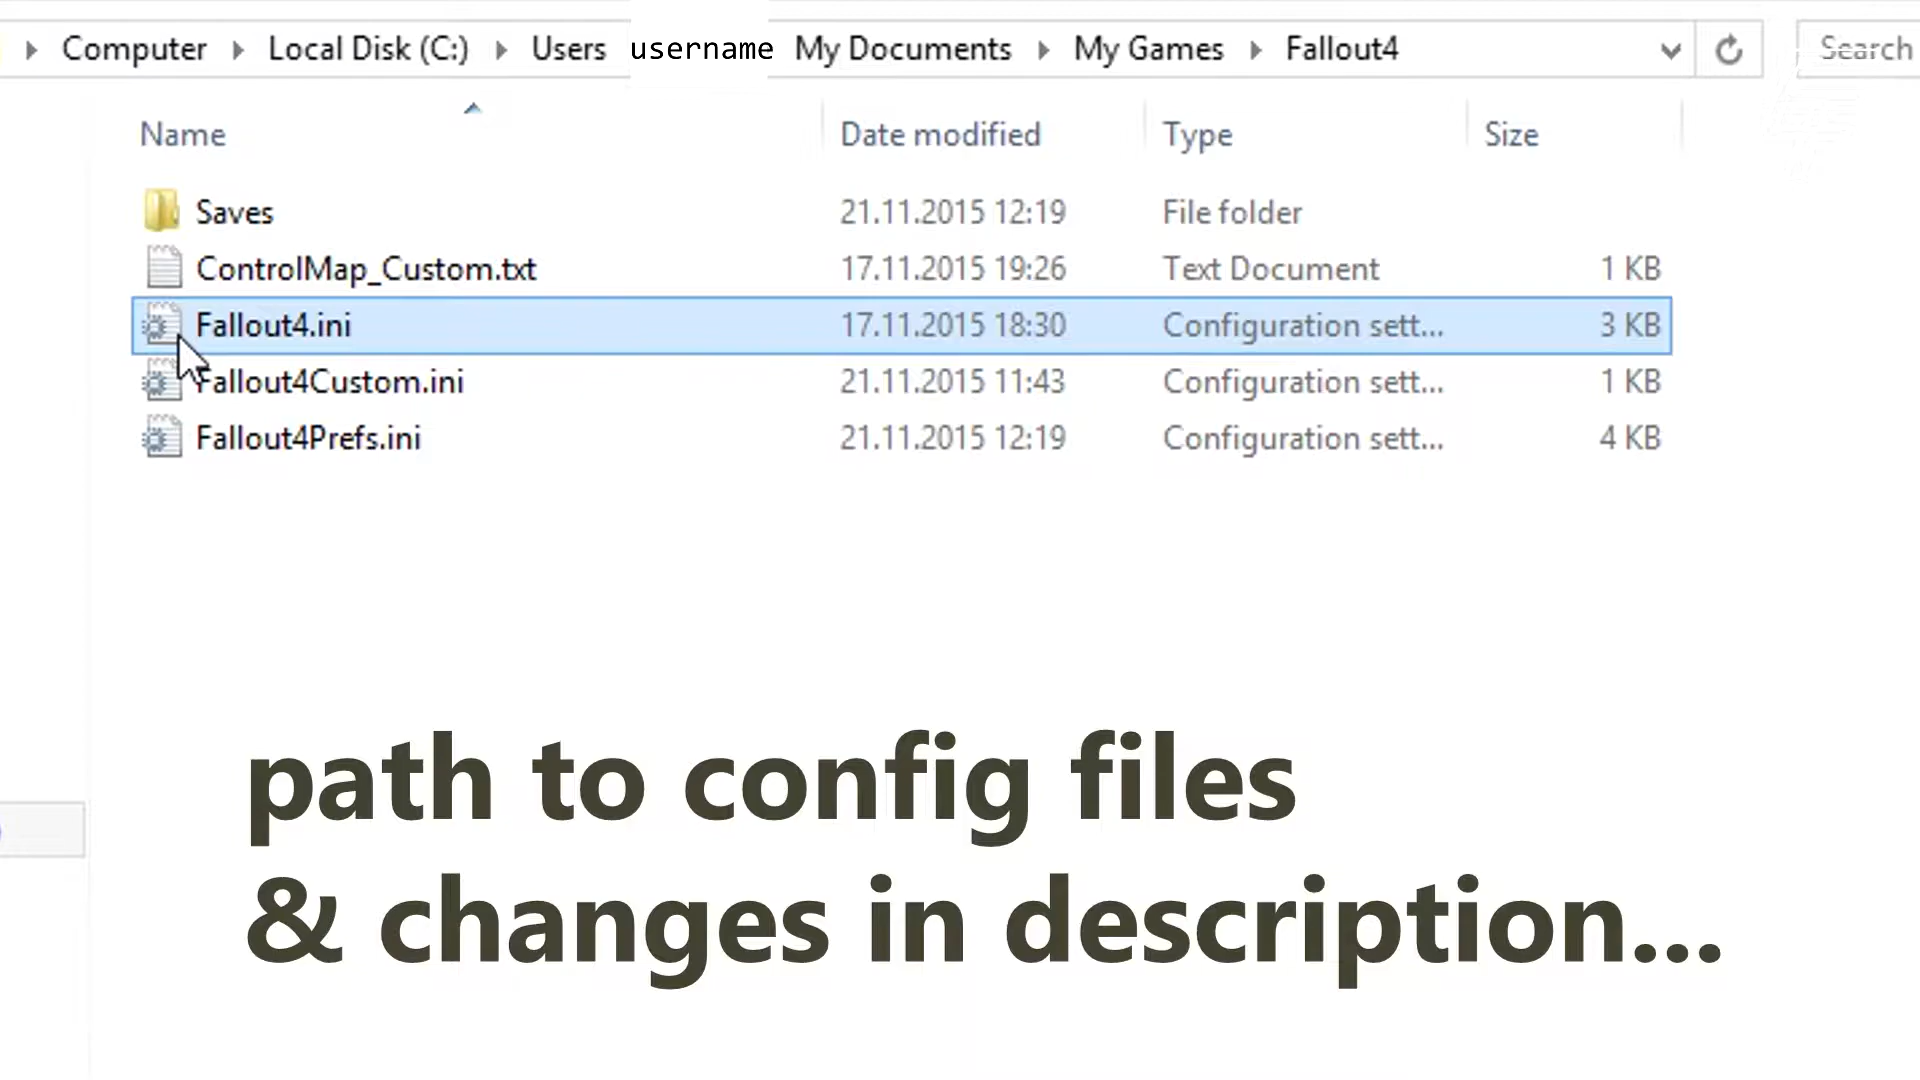 Computer Local Disk (C:) Users username My Documents My Games Fallout4 Search
Name Date modified Type Size
Saves 21.11.2015 12:19 File folder
ControlMap_Custom.txt 17.11.2015 19:26 Text Document 1 KB
Fallout4.ini 17.11.2015 18:30 Configuration sett... 3 KB
Fallout4Custom.ini 21.11.2015 11:43 Configuration sett... 1 KB
Fallout4Prefs.ini 21.11.2015 12:19 Configuration sett... 4 KB
path to config files
& changes in description...